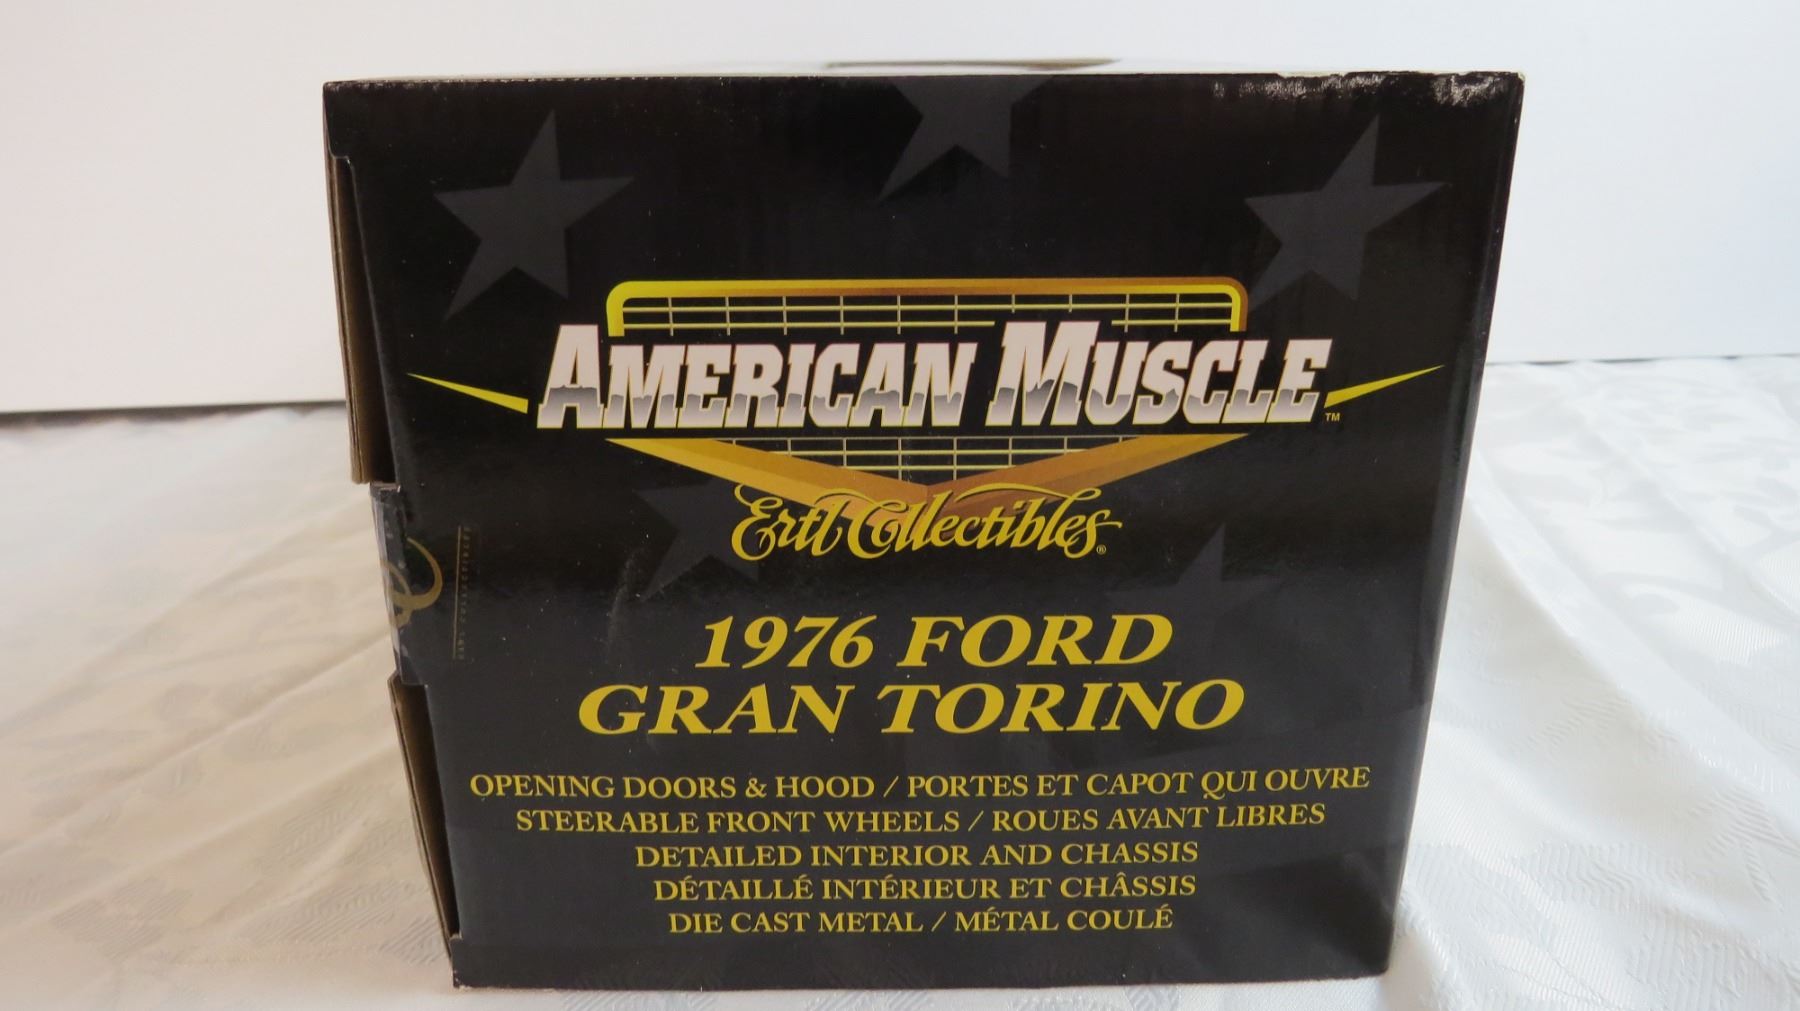 AMERICAN MUSCLE™
Ertl Collectibles®
1976 FORD
GRAN TORINO
OPENING DOORS & HOOD / PORTES ET CAPOT QUI OUVRE
STEERABLE FRONT WHEELS / ROUES AVANT LIBRES
DETAILED INTERIOR AND CHASSIS
DÉTAILLÉ INTÉRIEUR ET CHÂSSIS
DIE CAST METAL / MÉTAL COULÉ